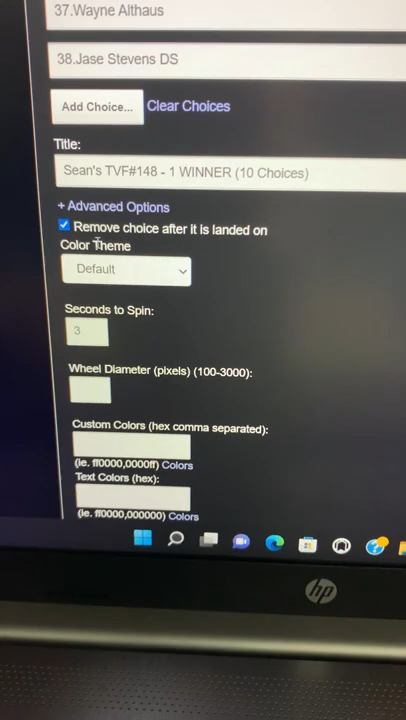 37.Wayne Althaus
38.Jase Stevens DS
Add Choice... Clear Choices
Title:
Sean's TVF#148 - 1 WINNER (10 Choices)
+ Advanced Options
Remove choice after it is landed on
Color Theme
Default
Seconds to Spin:
3
Wheel Diameter (pixels) (100-3000):
Custom Colors (hex comma separated):
(ie. ff0000,0000ff) Colors
Text Colors (hex):
(ie. ff0000,000000) Colors
hp